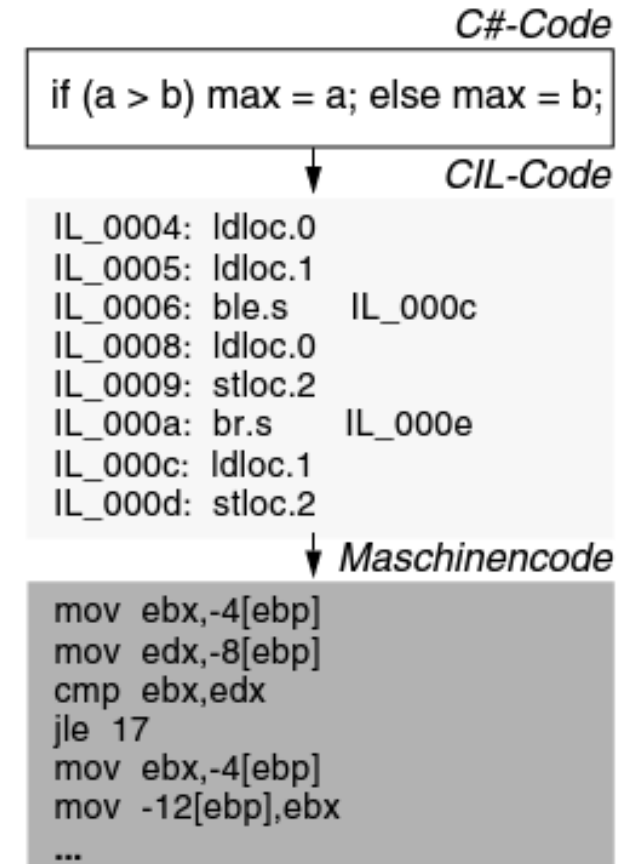 C#-Code
if (a > b) max = a; else max = b;
CIL-Code
IL_0004: ldloc.0
IL_0005: ldloc.1
IL_0006: ble.s IL_000c
IL_0008: ldloc.0
IL_0009: stloc.2
IL_000a: br.s IL_000e
IL_000c: ldloc.1
IL_000d: stloc.2
Maschinencode
mov ebx,-4[ebp]
mov edx,-8[ebp]
cmp ebx,edx
jle 17
mov ebx,-4[ebp]
mov -12[ebp],ebx
...